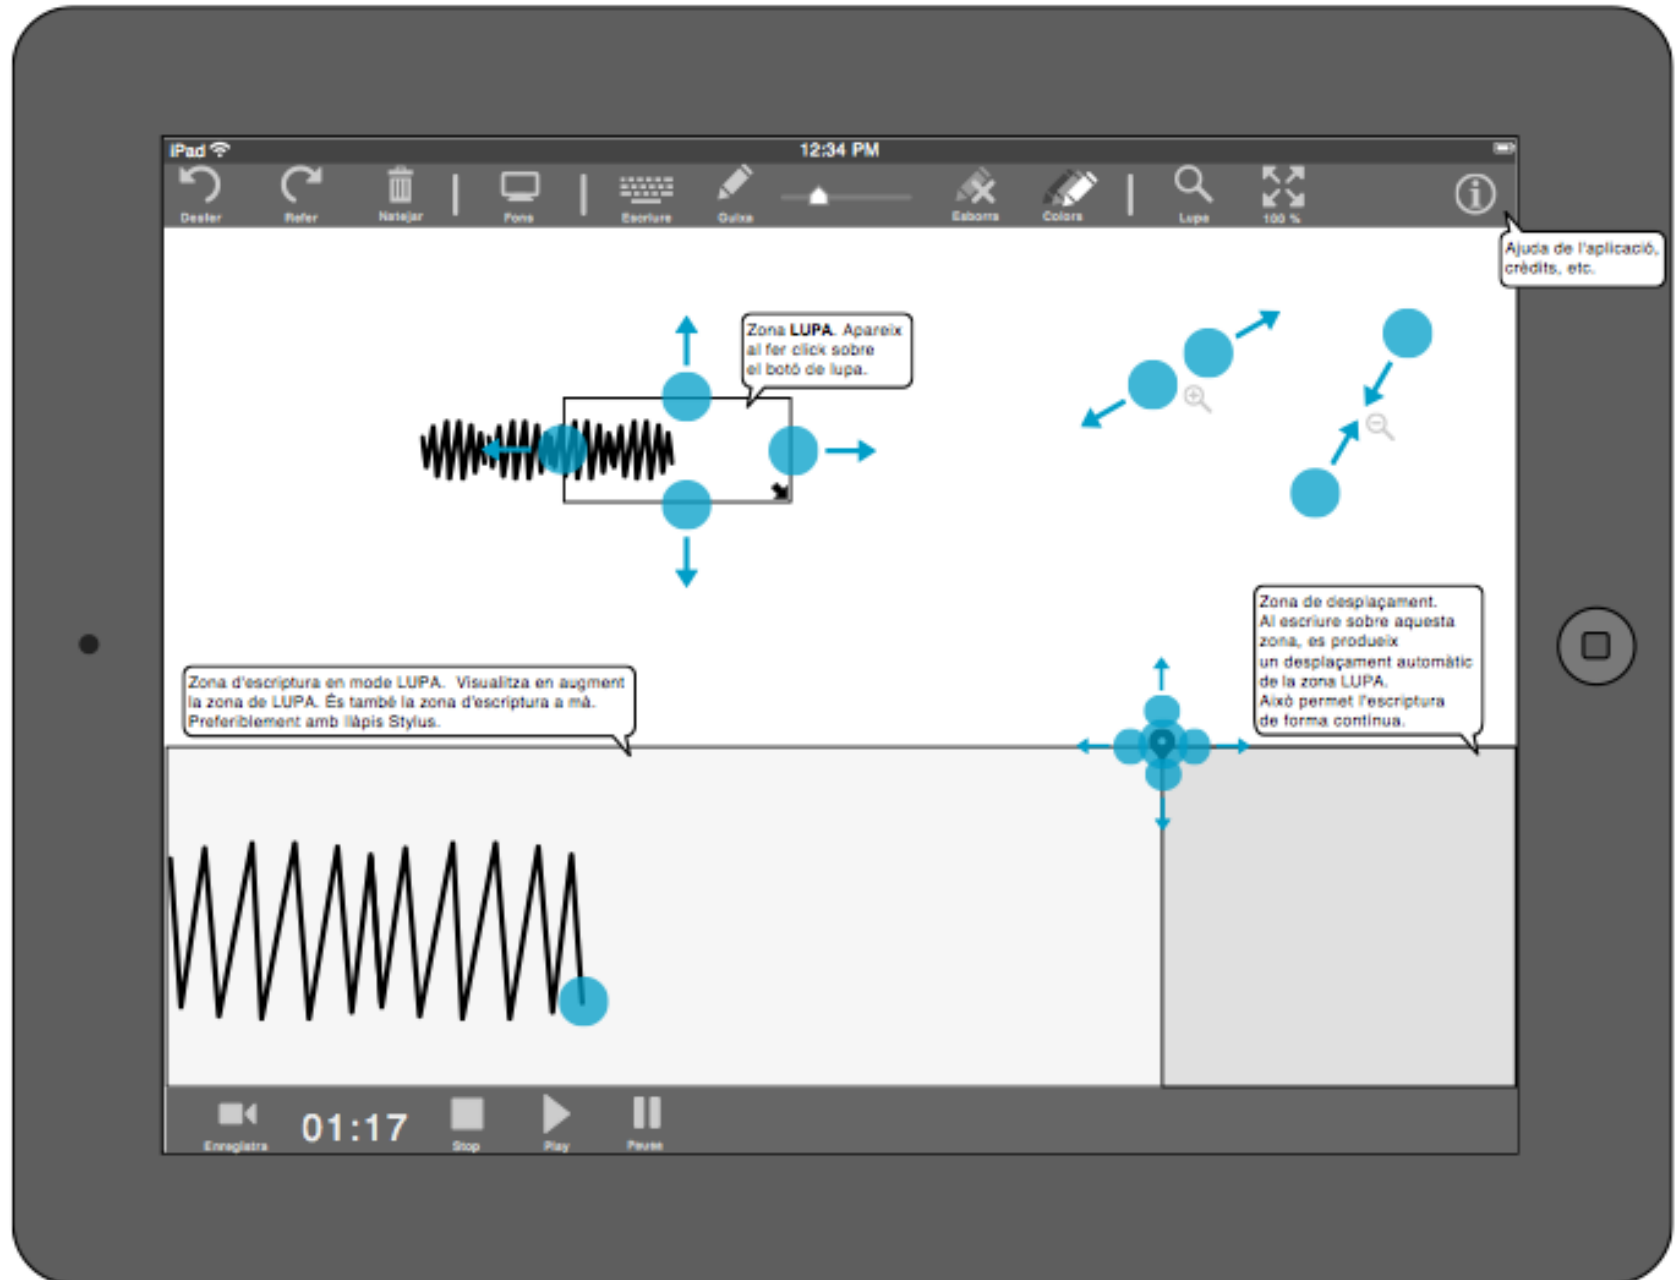 iPad
12:34 PM
Desfer
Refer
Netejar
Fons
Escriure
Guixa
Esborra
Colors
Lupa
100 %
Ajuda de l'aplicació,
crèdits, etc.
Zona LUPA. Apareix
al fer click sobre
el botó de lupa.
Zona de desplaçament.
Al escriure sobre aquesta
zona, es produeix
un desplaçament automàtic
de la zona LUPA.
Això permet l'escriptura
de forma contínua.
Zona d'escriptura en mode LUPA. Visualitza en augment
la zona de LUPA. És també la zona d'escriptura a mà.
Preferiblement amb llàpis Stylus.
Enregistra
01:17
Stop
Play
Pausa